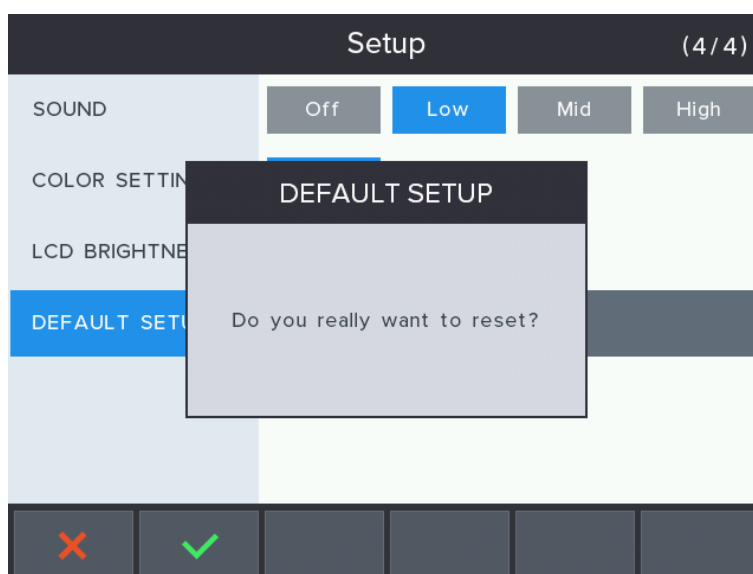 Setup (4/4)
SOUND Off Low Mid High
COLOR SETTIN
LCD BRIGHTNE
DEFAULT SETU
DEFAULT SETUP
Do you really want to reset?